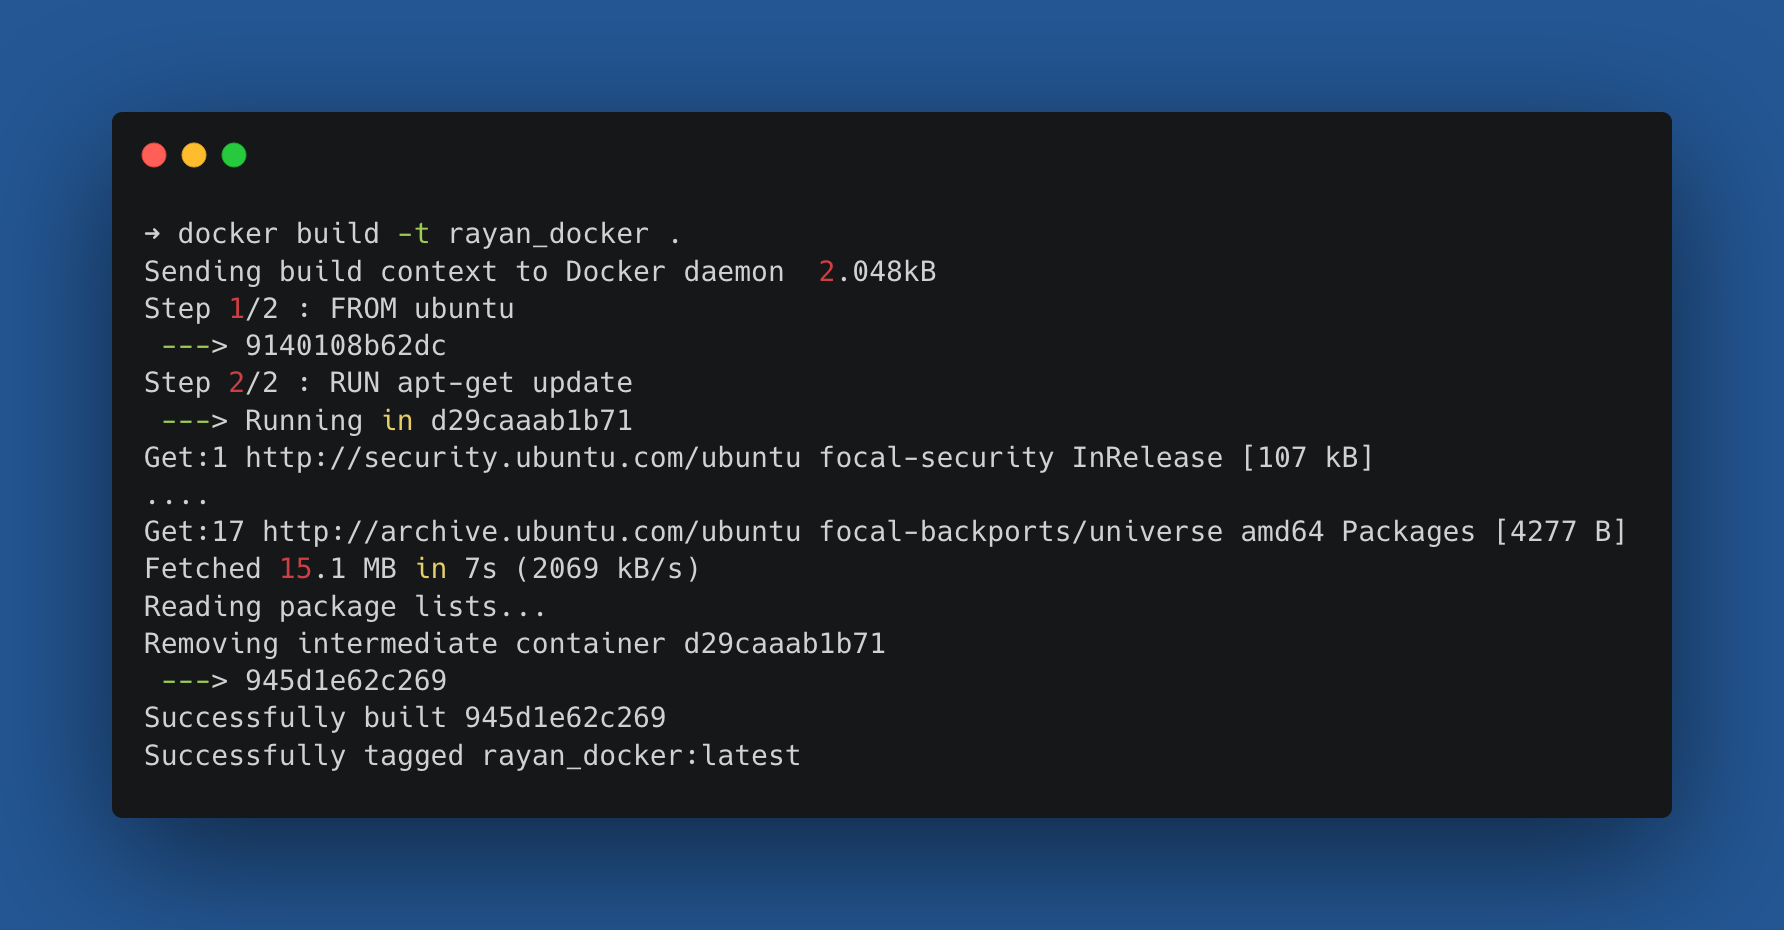 ➜ docker build -t rayan_docker .
Sending build context to Docker daemon  2.048kB
Step 1/2 : FROM ubuntu
 ---> 9140108b62dc
Step 2/2 : RUN apt-get update
 ---> Running in d29caaab1b71
Get:1 http://security.ubuntu.com/ubuntu focal-security InRelease [107 kB]
....
Get:17 http://archive.ubuntu.com/ubuntu focal-backports/universe amd64 Packages [4277 B]
Fetched 15.1 MB in 7s (2069 kB/s)
Reading package lists...
Removing intermediate container d29caaab1b71
 ---> 945d1e62c269
Successfully built 945d1e62c269
Successfully tagged rayan_docker:latest